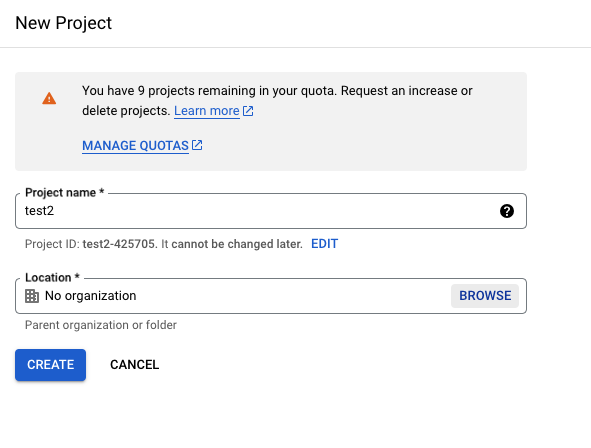 New Project
You have 9 projects remaining in your quota. Request an increase or
delete projects. Learn more
MANAGE QUOTAS
Project name *
test2
Project ID: test2-425705. It cannot be changed later. EDIT
Location *
No organization BROWSE
Parent organization or folder
CREATE CANCEL